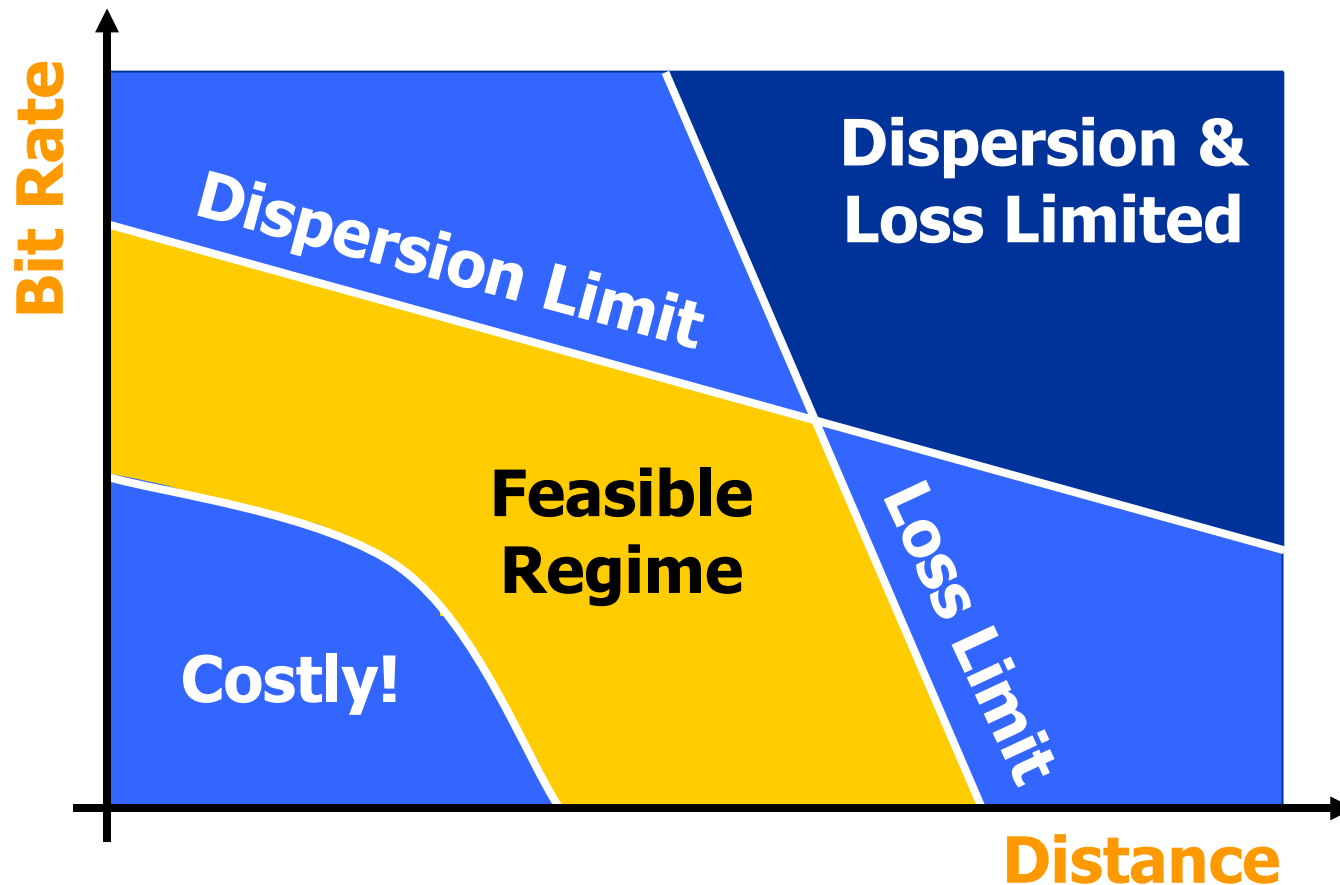 Bit Rate
Dispersion &
Loss Limited
Dispersion Limit
Feasible
Regime
Loss Limit
Costly!
Distance